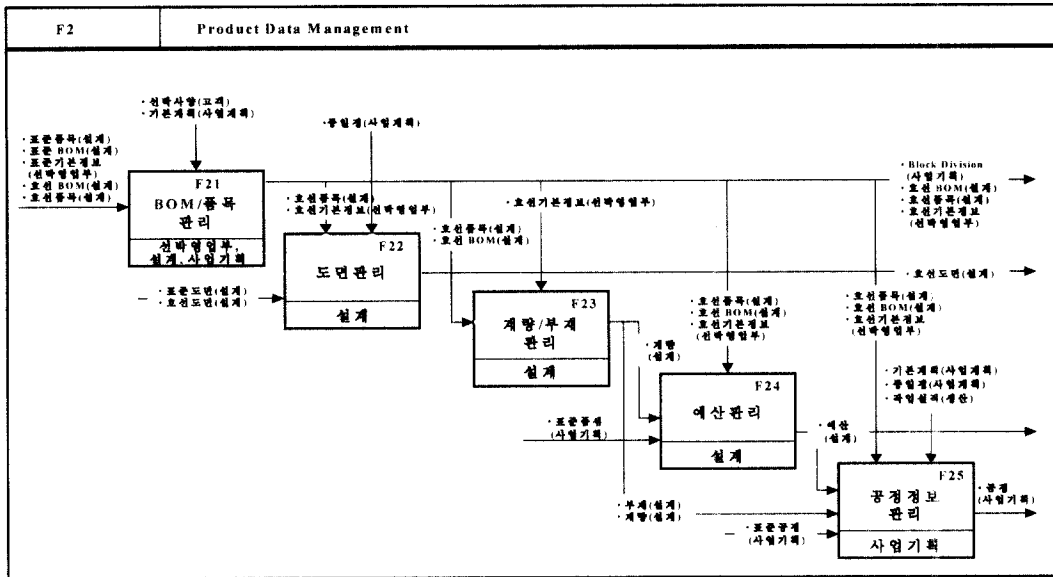 F2
Product Data Management
· 선박사양(고객)
· 기본계획(사업계획)
· 중일정(사업계획)
· 표준품목(설계)
· 표준 BOM(설계)
· 표준기본정보
(선박영업부)
· 호선 BOM(설계)
· 호선품목(설계)
F21
BOM/품목
관리
선박영업부,
설계,사업기획
· Block Division
(사업기획)
· 호선 BOM(설계)
· 호선품목(설계)
· 호선기본정보
(선박영업부)
· 호선품목(설계)
· 호선기본정보(선박영업부)
· 호선기본정보(선박영업부)
· 호선품목(설계)
· 호선 BOM(설계)
F22
도면관리
설계
· 표준도면(설계)
· 호선도면(설계)
· 호선도면(설계)
F23
계량/부재
관리
설계
· 호선품목(설계)
· 호선 BOM(설계)
· 호선기본정보
(선박영업부)
· 호선품목(설계)
· 호선 BOM(설계)
· 호선기본정보
(선박영업부)
· 계량
(설계)
F24
예산관리
설계
· 표준품셈
(사업기획)
· 기본계획(사업계획)
· 중일정(사업계획)
· 작업실적(생산)
· 예산
(설계)
F25
공정정보
관리
사업기획
· 공정
(사업기획)
· 부재(설계)
· 계량(설계)
· 표준공정
(사업기획)